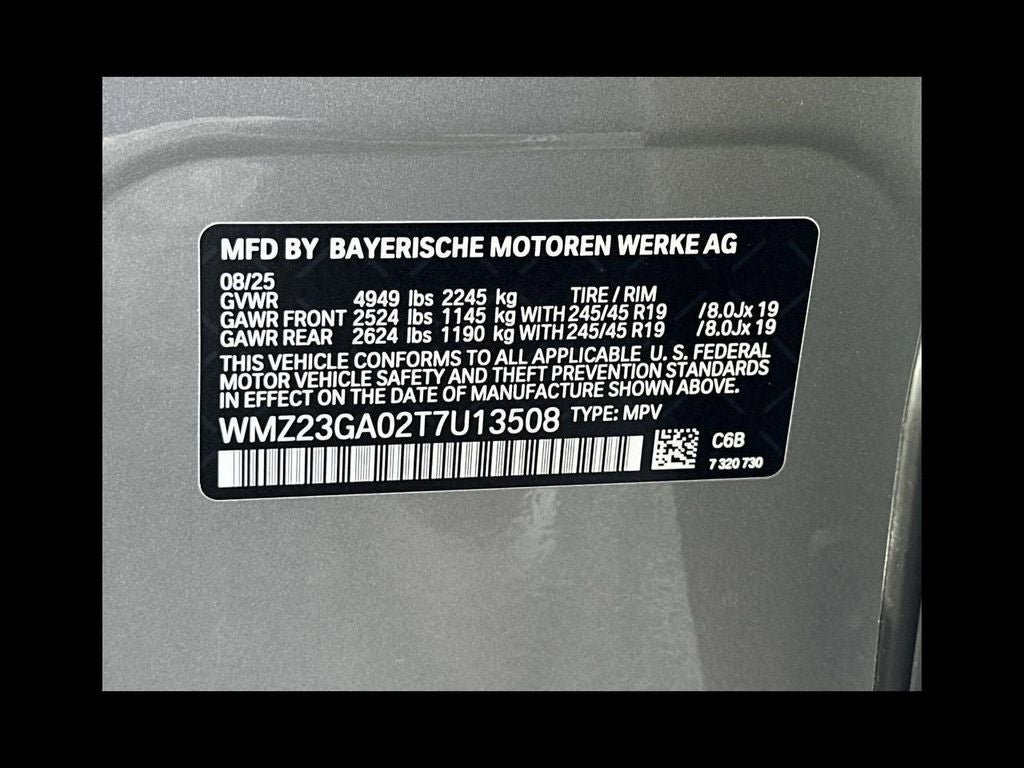 MFD BY BAYERISCHE MOTOREN WERKE AG
08/25
GVWR 4949 lbs 2245 kg TIRE / RIM
GAWR FRONT 2524 lbs 1145 kg WITH 245/45 R19 /8.0Jx 19
GAWR REAR 2624 lbs 1190 kg WITH 245/45 R19 /8.0Jx 19
THIS VEHICLE CONFORMS TO ALL APPLICABLE U. S. FEDERAL
MOTOR VEHICLE SAFETY AND THEFT PREVENTION STANDARDS
IN EFFECT ON THE DATE OF MANUFACTURE SHOWN ABOVE.
WMZ23GA02T7U13508 TYPE: MPV
C6B
7 320 730